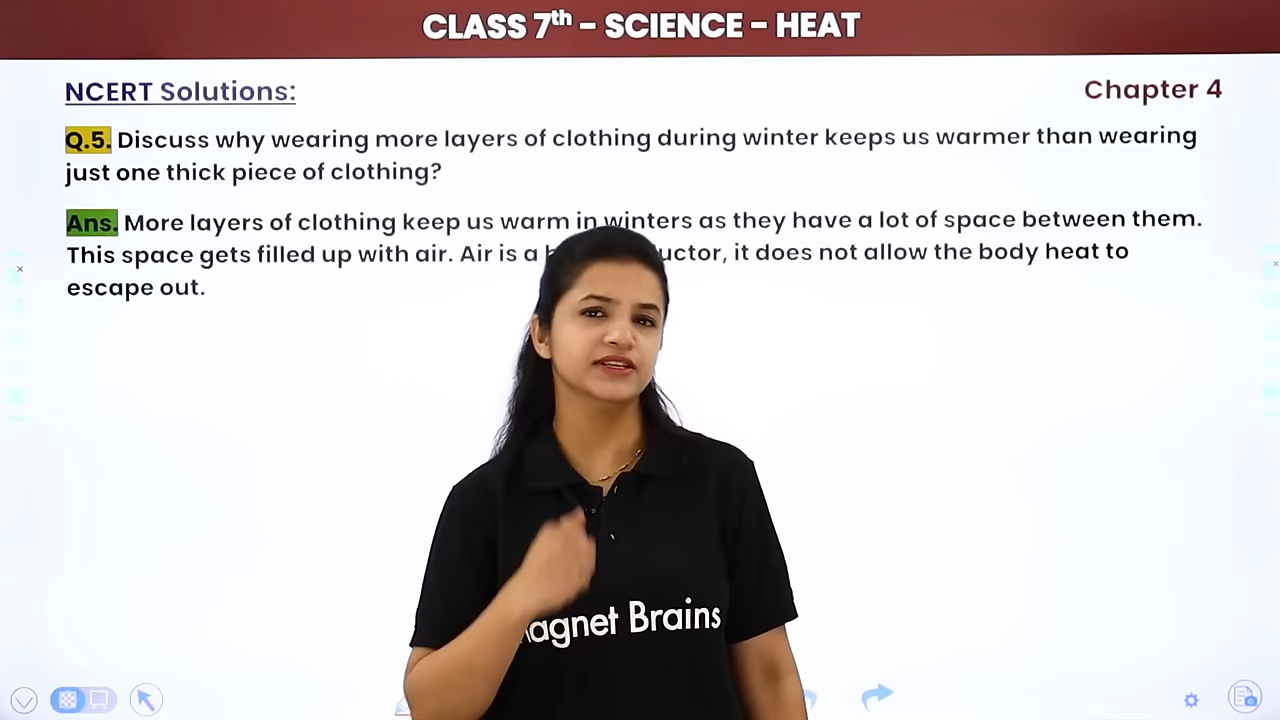 CLASS 7th – SCIENCE – HEAT
NCERT Solutions:
Chapter 4
Q.5. Discuss why wearing more layers of clothing during winter keeps us warmer than wearing
just one thick piece of clothing?
Ans. More layers of clothing keep us warm in winters as they have a lot of space between them.
This space gets filled up with air. Air is a it does not allow the body heat to
escape out.
Brains